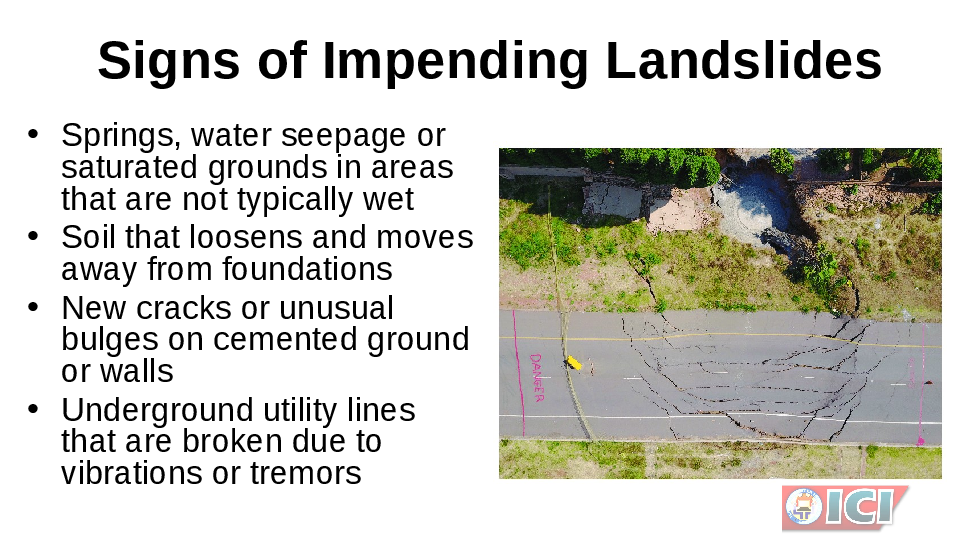 Signs of Impending Landslides
• Springs, water seepage or
saturated grounds in areas
that are not typically wet
• Soil that loosens and moves
away from foundations
• New cracks or unusual
bulges on cemented ground
or walls
• Underground utility lines
that are broken due to
vibrations or tremors
DANGER
ICI